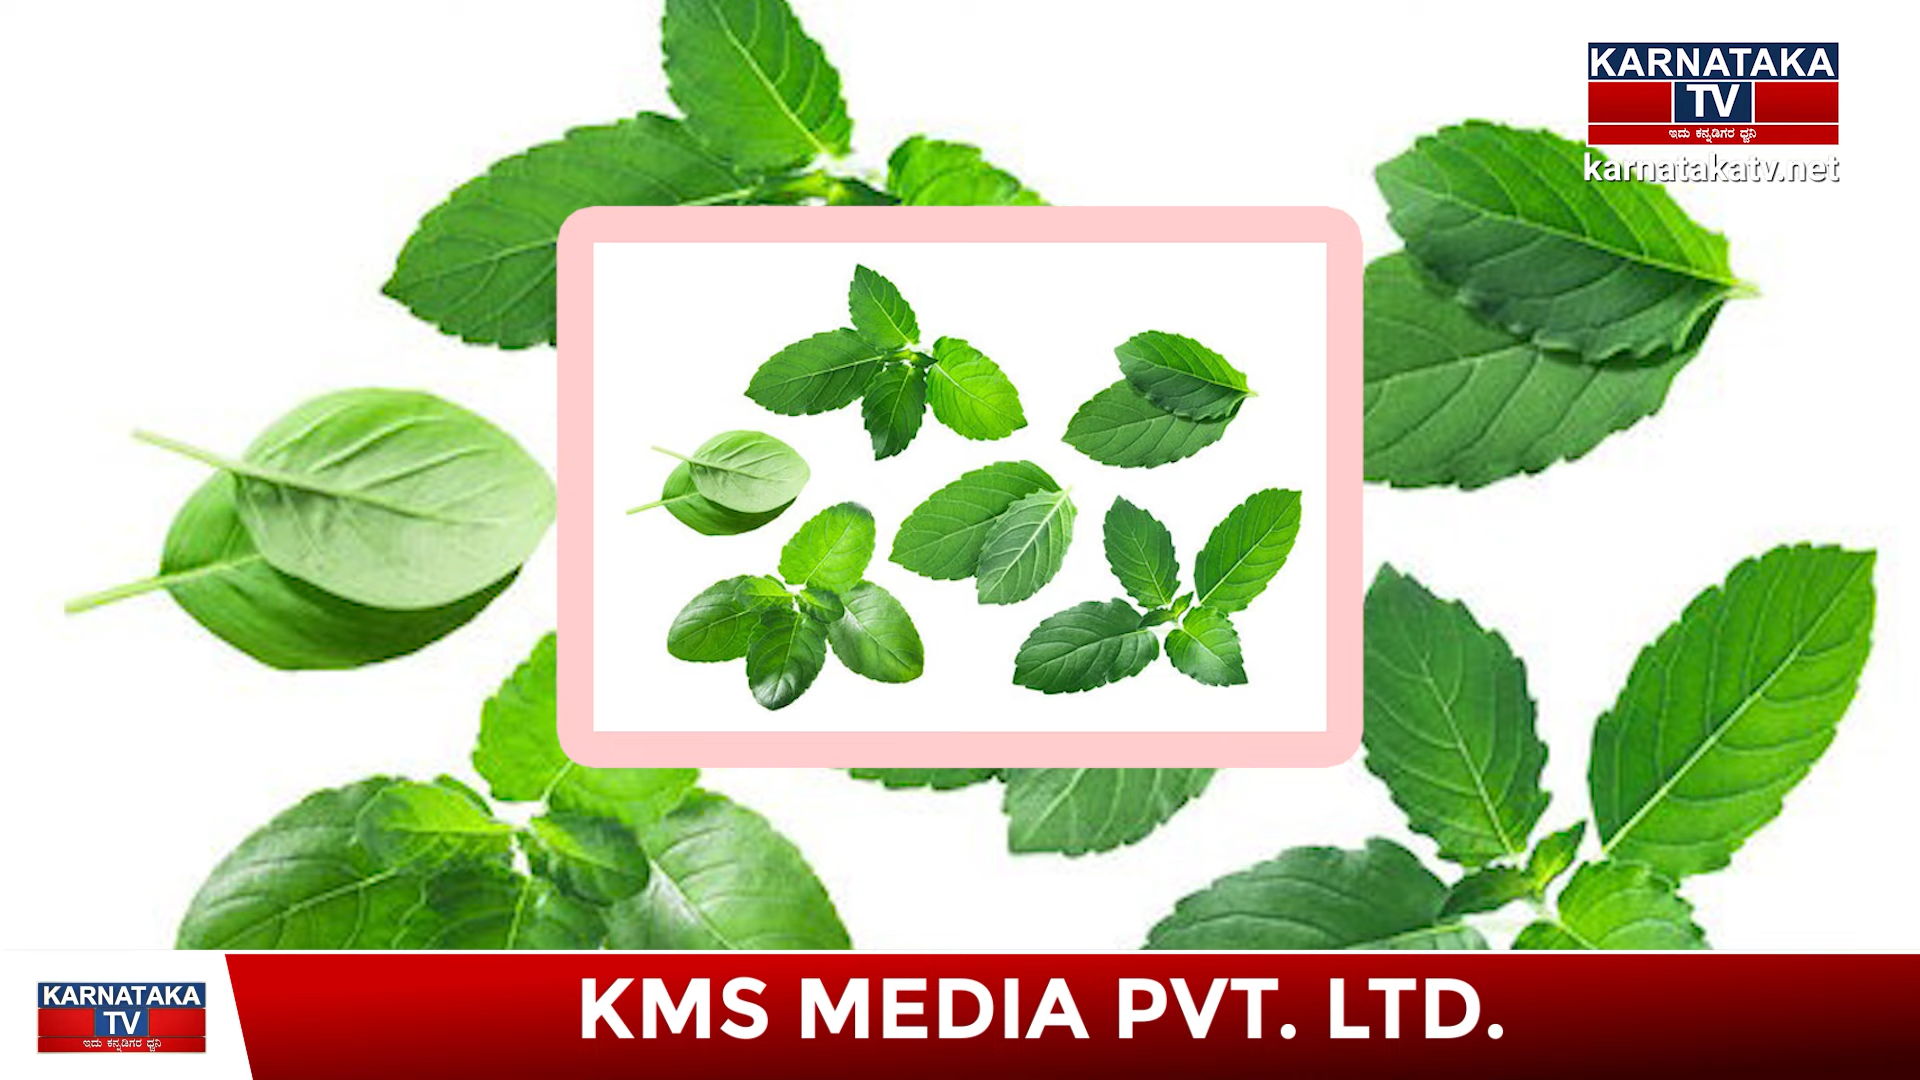 KARNATAKA
TV
ಇದು ಕನ್ನಡಿಗರ ಧ್ವನಿ
karnatakatv.net
KARNATAKA
TV
ಇದು ಕನ್ನಡಿಗರ ಧ್ವನಿ
KMS MEDIA PVT. LTD.